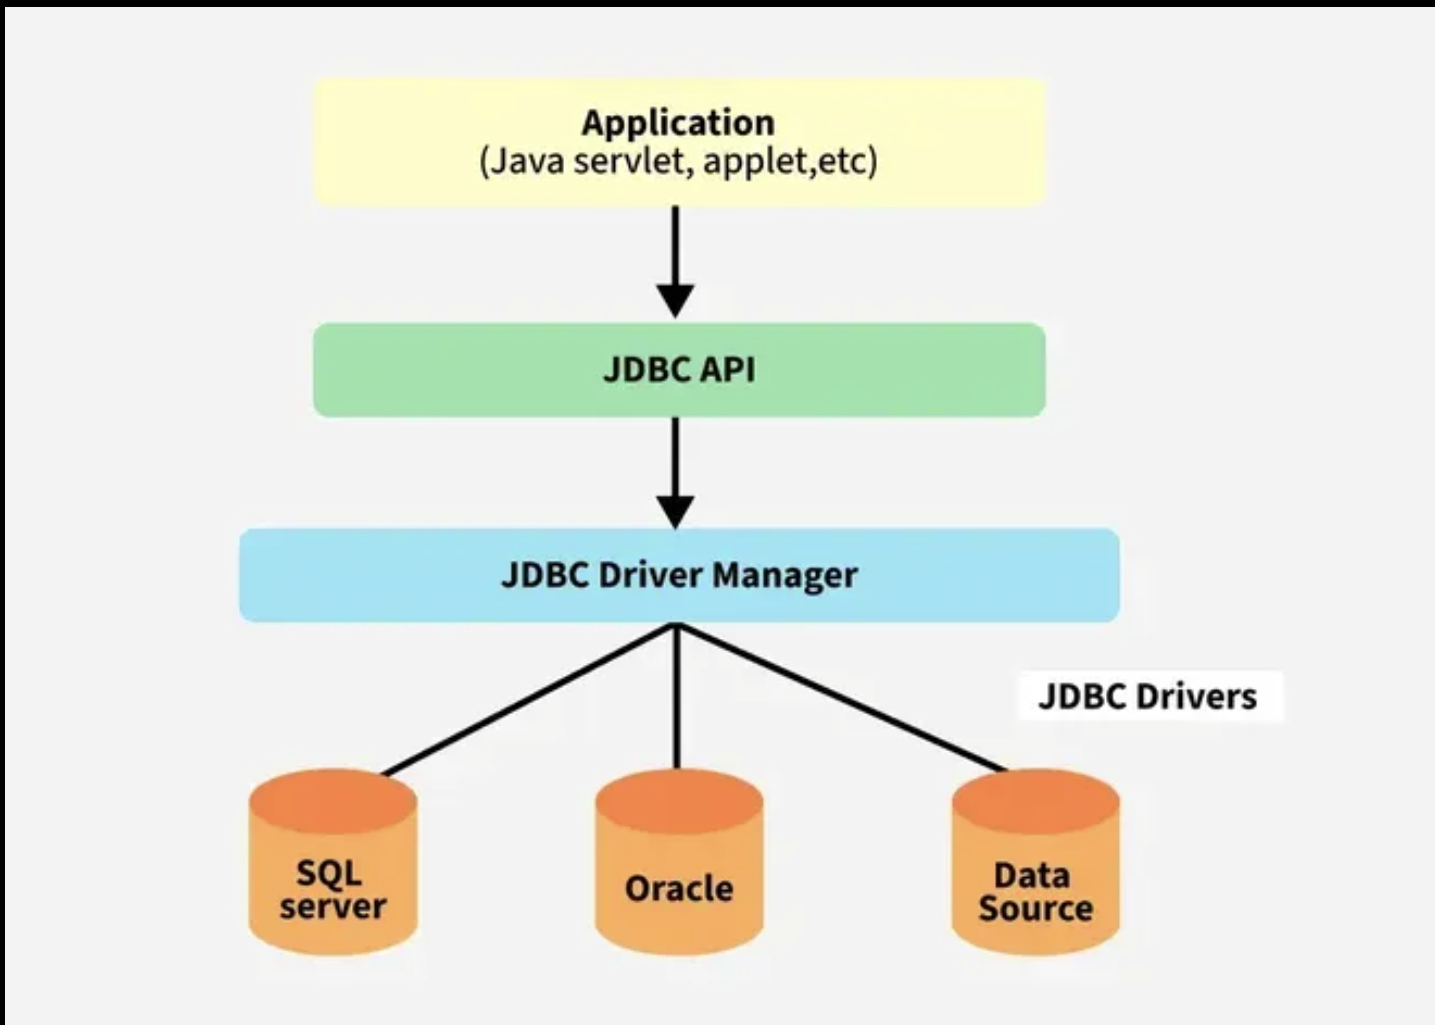 Application
(Java servlet, applet,etc)
JDBC API
JDBC Driver Manager
JDBC Drivers
SQL
server
Oracle
Data
Source